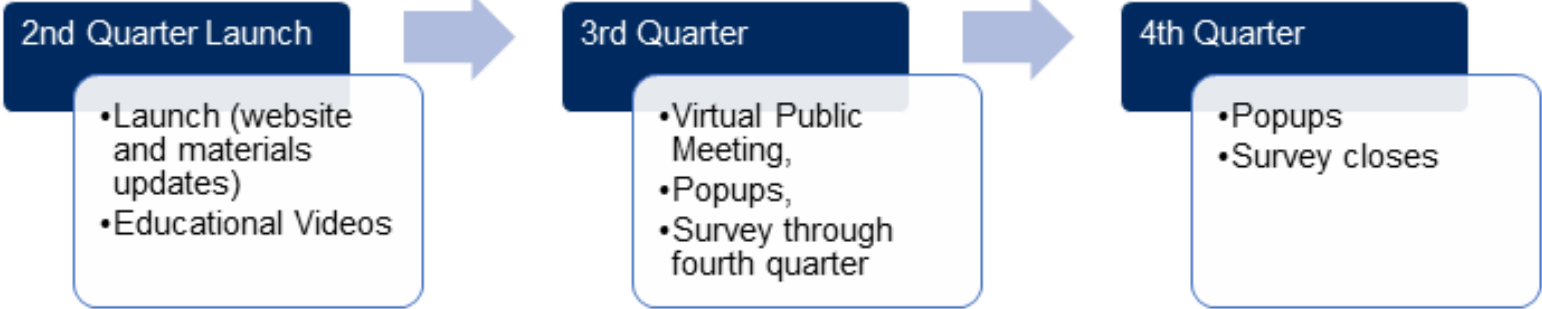 2nd Quarter Launch
•Launch (website
and materials
updates)
•Educational Videos
3rd Quarter
•Virtual Public
Meeting,
•Popups,
•Survey through
fourth quarter
4th Quarter
•Popups
•Survey closes